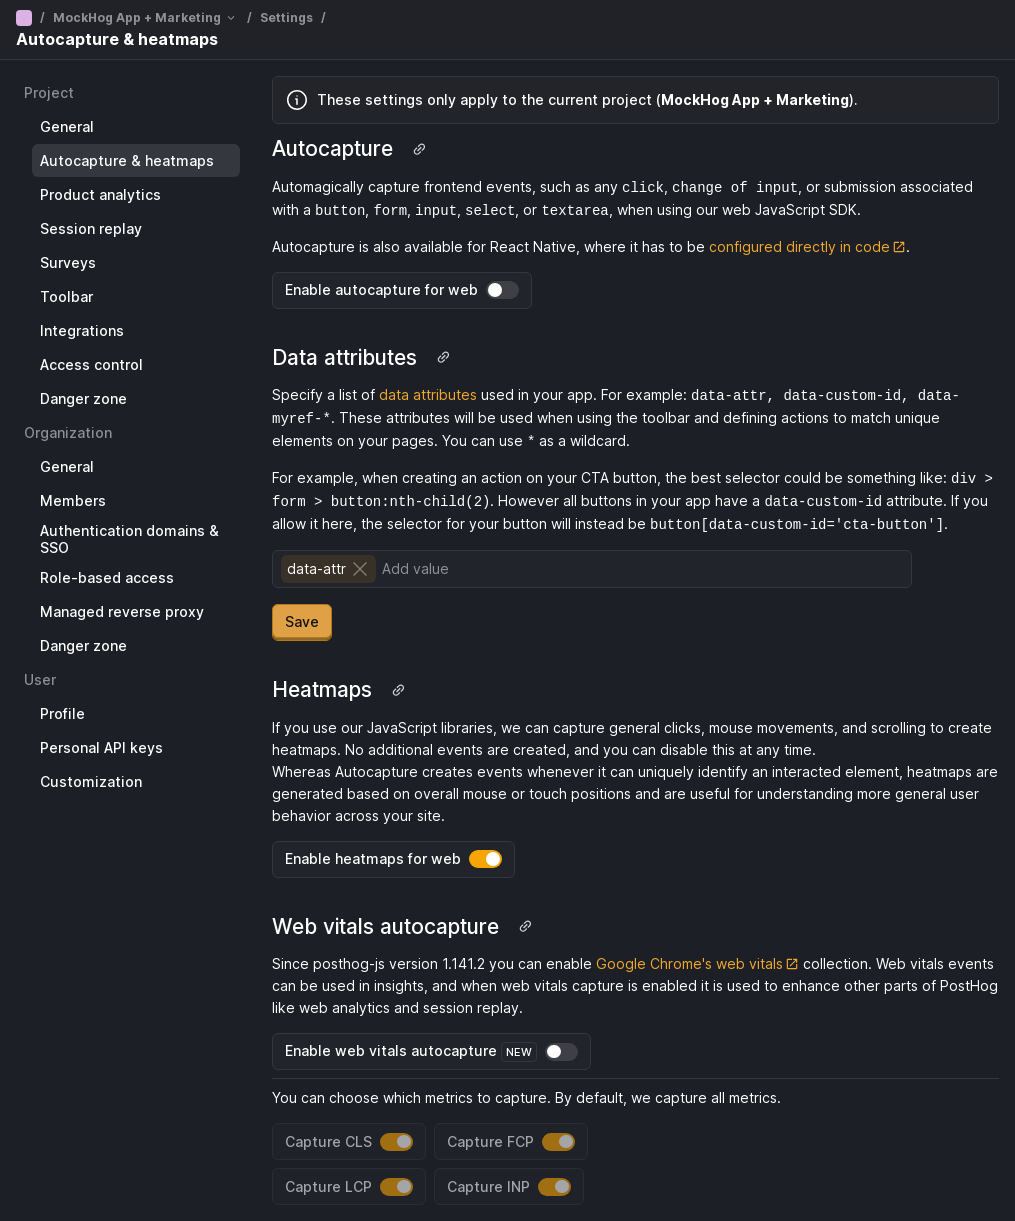 / MockHog App + Marketing / Settings /
Autocapture & heatmaps
Project
General
Autocapture & heatmaps
Product analytics
Session replay
Surveys
Toolbar
Integrations
Access control
Danger zone
Organization
General
Members
Authentication domains &
SSO
Role-based access
Managed reverse proxy
Danger zone
User
Profile
Personal API keys
Customization
These settings only apply to the current project (MockHog App + Marketing).
Autocapture
Automagically capture frontend events, such as any click, change of input, or submission associated
with a button, form, input, select, or textarea, when using our web JavaScript SDK.
Autocapture is also available for React Native, where it has to be configured directly in code.
Enable autocapture for web
Data attributes
Specify a list of data attributes used in your app. For example: data-attr, data-custom-id, data-
myref-*. These attributes will be used when using the toolbar and defining actions to match unique
elements on your pages. You can use * as a wildcard.
For example, when creating an action on your CTA button, the best selector could be something like: div >
form > button:nth-child(2). However all buttons in your app have a data-custom-id attribute. If you
allow it here, the selector for your button will instead be button[data-custom-id='cta-button'].
data-attr Add value
Save
Heatmaps
If you use our JavaScript libraries, we can capture general clicks, mouse movements, and scrolling to create
heatmaps. No additional events are created, and you can disable this at any time.
Whereas Autocapture creates events whenever it can uniquely identify an interacted element, heatmaps are
generated based on overall mouse or touch positions and are useful for understanding more general user
behavior across your site.
Enable heatmaps for web
Web vitals autocapture
Since posthog-js version 1.141.2 you can enable Google Chrome's web vitals collection. Web vitals events
can be used in insights, and when web vitals capture is enabled it is used to enhance other parts of PostHog
like web analytics and session replay.
Enable web vitals autocapture NEW
You can choose which metrics to capture. By default, we capture all metrics.
Capture CLS Capture FCP
Capture LCP Capture INP